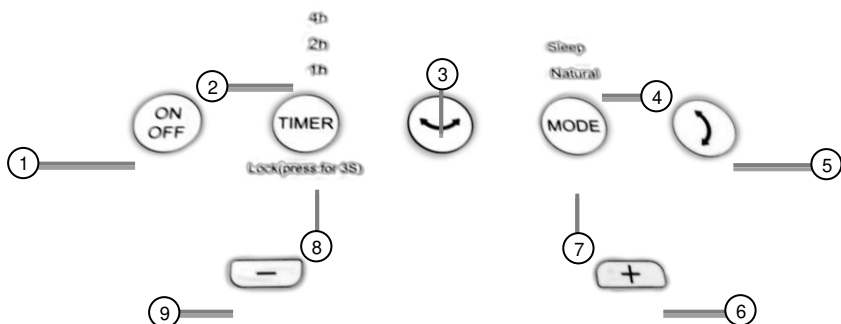 4h
2h
Sleep
1h
Natural
3
2
4
ON
OFF
TIMER
MODE
1
Lock(press for 3S)
5
8
7
−
+
9
6